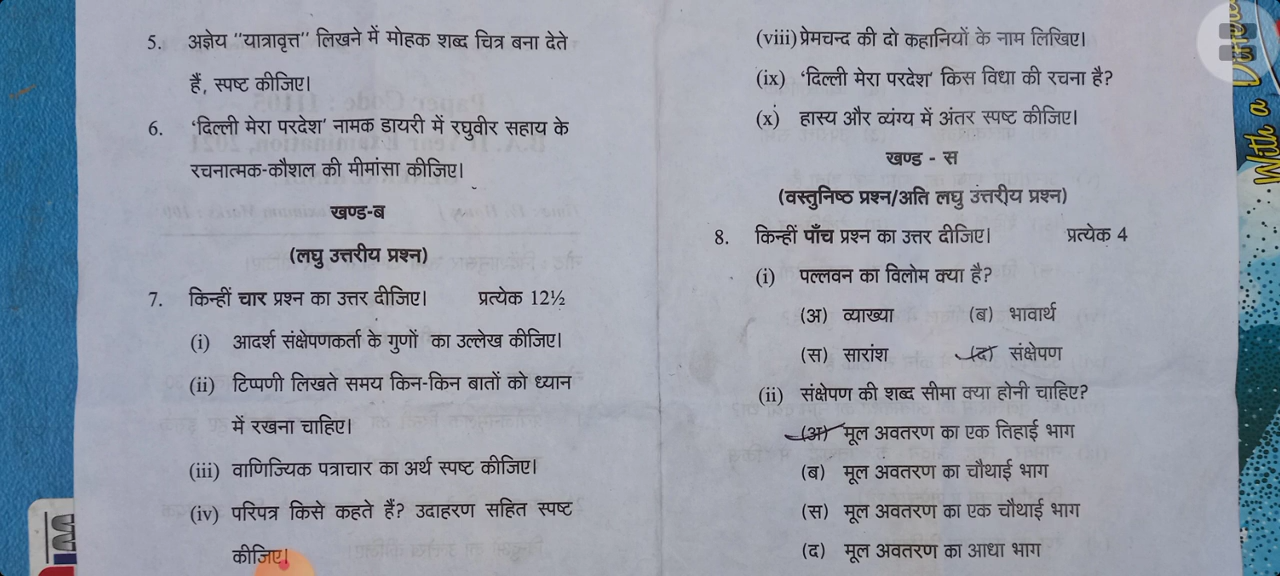 5. अज्ञेय "यात्रावृत्त" लिखने में मोहक शब्द चित्र बना देते
हैं, स्पष्ट कीजिए।
6. 'दिल्ली मेरा परदेश' नामक डायरी में रघुवीर सहाय के
रचनात्मक-कौशल की मीमांसा कीजिए।
खण्ड-ब
(लघु उत्तरीय प्रश्न)
7. किन्हीं चार प्रश्न का उत्तर दीजिए। प्रत्येक 12½
(i) आदर्श संक्षेपणकर्ता के गुणों का उल्लेख कीजिए।
(ii) टिप्पणी लिखते समय किन-किन बातों को ध्यान
में रखना चाहिए।
(iii) वाणिज्यिक पत्राचार का अर्थ स्पष्ट कीजिए।
(iv) परिपत्र किसे कहते हैं? उदाहरण सहित स्पष्ट
कीजिए।
(viii) प्रेमचन्द की दो कहानियों के नाम लिखिए।
(ix) 'दिल्ली मेरा परदेश' किस विधा की रचना है?
(x) हास्य और व्यंग्य में अंतर स्पष्ट कीजिए।
खण्ड - स
(वस्तुनिष्ठ प्रश्न/अति लघु उत्तरीय प्रश्न)
8. किन्हीं पाँच प्रश्न का उत्तर दीजिए। प्रत्येक 4
(i) पल्लवन का विलोम क्या है?
(अ) व्याख्या (ब) भावार्थ
(स) सारांश (द) संक्षेपण
(ii) संक्षेपण की शब्द सीमा क्या होनी चाहिए?
(अ) मूल अवतरण का एक तिहाई भाग
(ब) मूल अवतरण का चौथाई भाग
(स) मूल अवतरण का एक चौथाई भाग
(द) मूल अवतरण का आधा भाग
With a